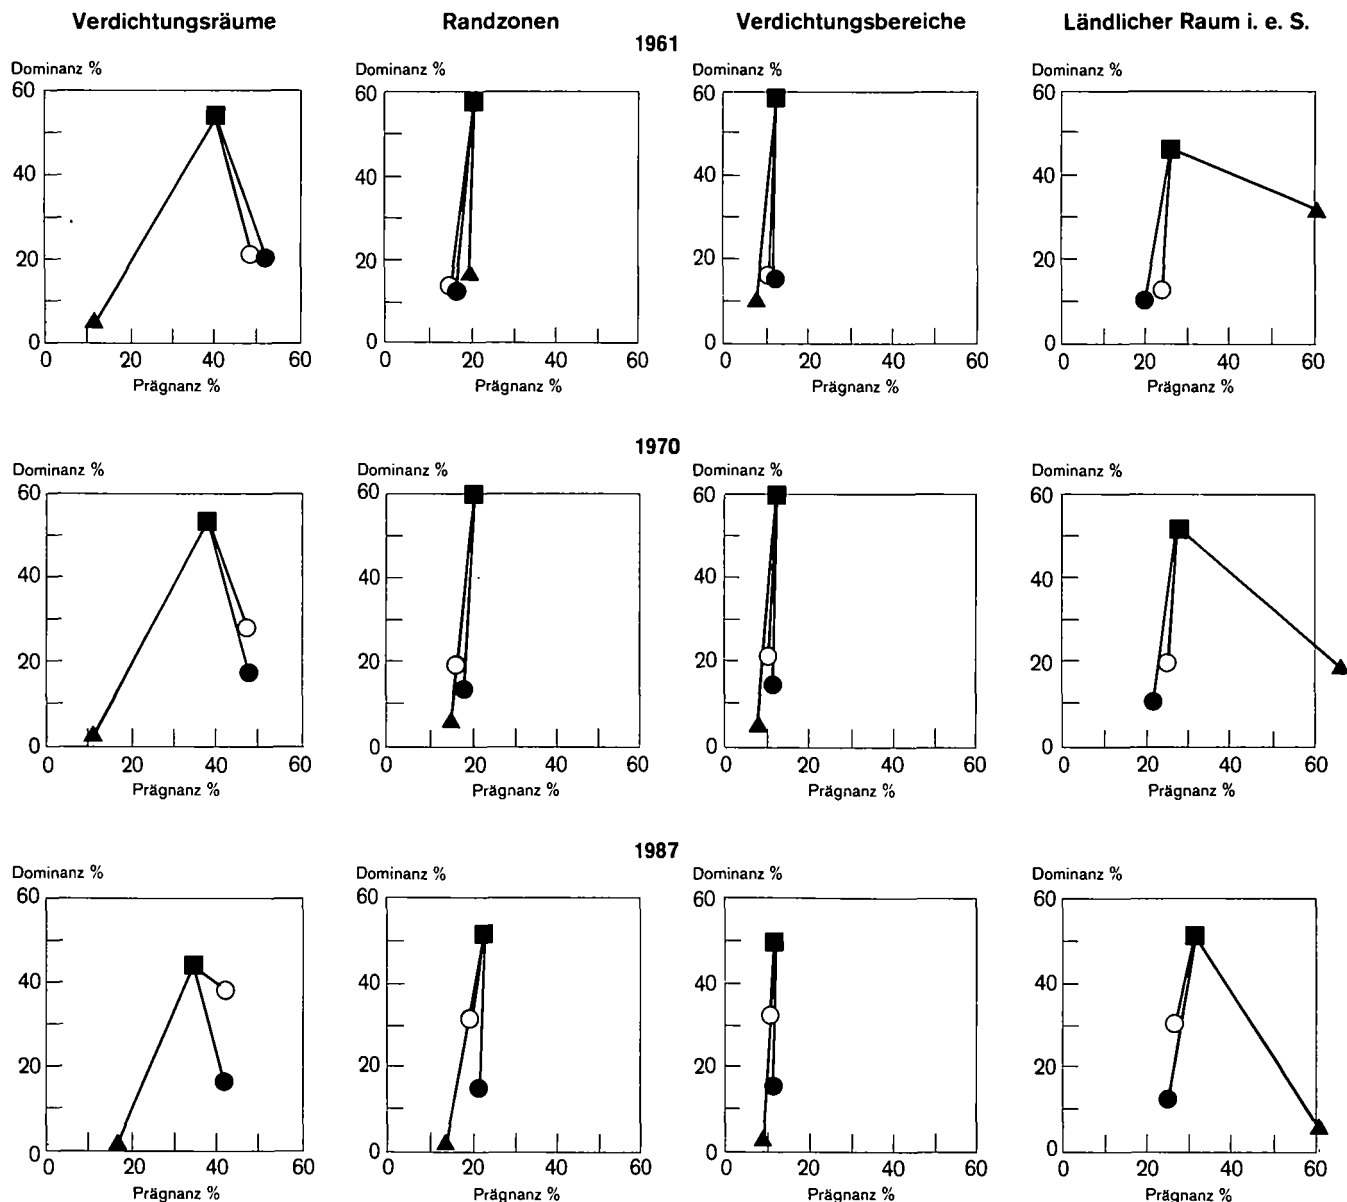 Verdichtungsräume Randzonen Verdichtungsbereiche Ländlicher Raum i. e. S.
1961
Dominanz % Dominanz % Dominanz % Dominanz %
60 60 60 60
40 40 40 40
20 20 20 20
0 0 0 0
0 20 40 60 0 20 40 60 0 20 40 60 0 20 40 60
Prägnanz % Prägnanz % Prägnanz % Prägnanz %
1970
Dominanz % Dominanz % Dominanz % Dominanz %
60 60 60 60
40 40 40 40
20 20 20 20
0 0 0 0
0 20 40 60 0 20 40 60 0 20 40 60 0 20 40 60
Prägnanz % Prägnanz % Prägnanz % Prägnanz %
1987
Dominanz % Dominanz % Dominanz % Dominanz %
60 60 60 60
40 40 40 40
20 20 20 20
0 0 0 0
0 20 40 60 0 20 40 60 0 20 40 60 0 20 40 60
Prägnanz % Prägnanz % Prägnanz % Prägnanz %